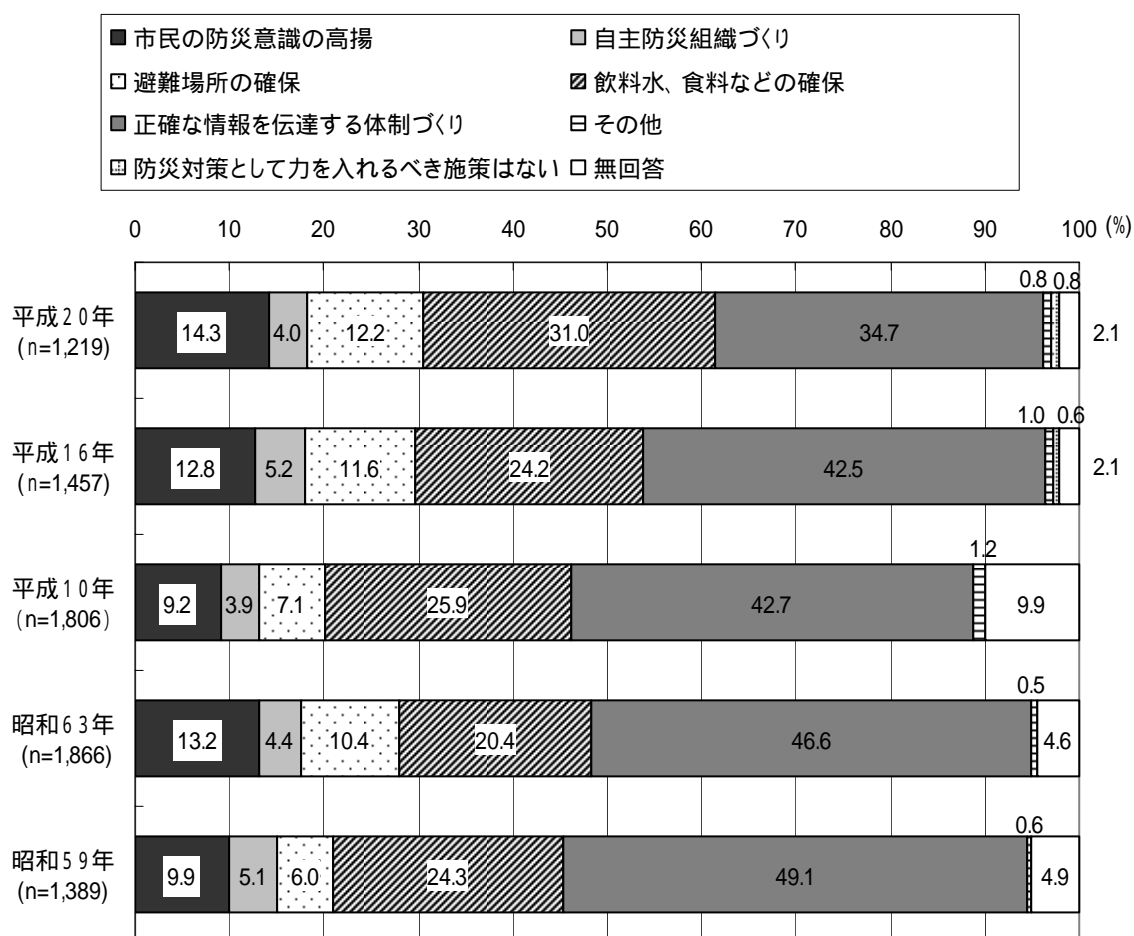 市民の防災意識の高揚 自主防災組織づくり
避難場所の確保 飲料水、食料などの確保
正確な情報を伝達する体制づくり その他
防災対策として力を入れるべき施策はない 無回答
0 10 20 30 40 50 60 70 80 90 100 (%)
0.8 0.8
平成20年
(n=1,219)
14.3 4.0 12.2 31.0 34.7 2.1
1.0 0.6
平成16年
(n=1,457)
12.8 5.2 11.6 24.2 42.5 2.1
1.2
平成10年
(n=1,806)
9.2 3.9 7.1 25.9 42.7 9.9
0.5
昭和63年
(n=1,866)
13.2 4.4 10.4 20.4 46.6 4.6
0.6
昭和59年
(n=1,389)
9.9 5.1 6.0 24.3 49.1 4.9